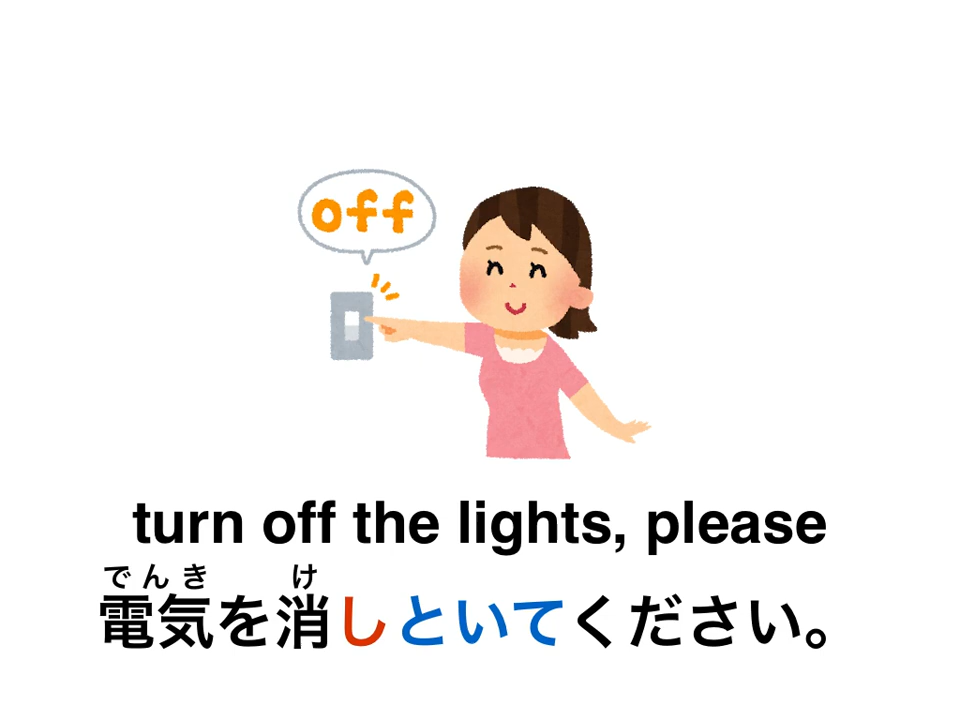 off
turn off the lights, please
でんき け
電気を消しといてください。